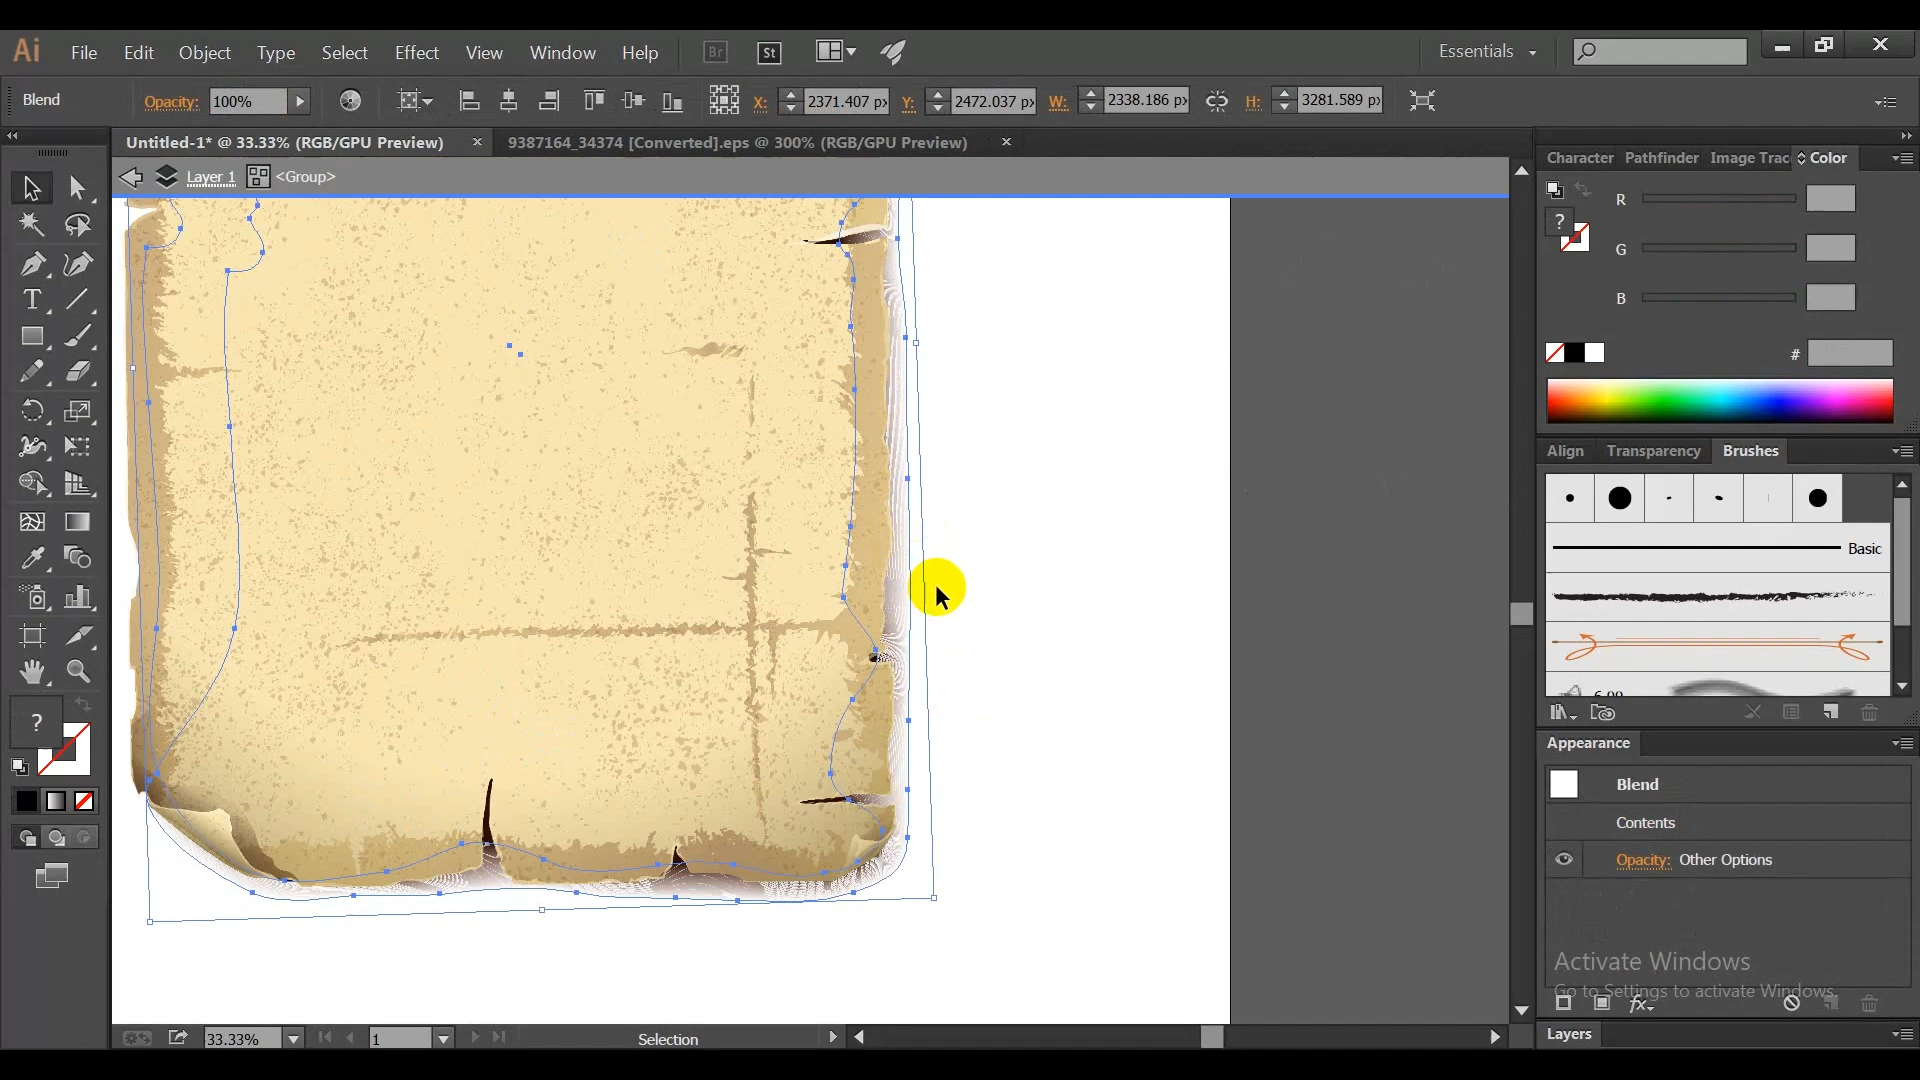 Ai File Edit Object Type Select Effect View Window Help Br St Essentials
Blend Opacity: 100% X: 2371.407 px Y: 2472.037 px W: 2338.186 px H: 3281.589 px
Untitled-1* @ 33.33% (RGB/GPU Preview) × 9387164_34374 [Converted].eps @ 300% (RGB/GPU Preview) ×
Layer 1 <Group>
Character Pathfinder Image Trac Color
R
G
B
#
Align Transparency Brushes
Basic
6.00
Appearance
Blend
Contents
Opacity: Other Options
Activate Windows
Go to Settings to activate Windows.
fx
Layers
T
?
?
33.33% 1 Selection